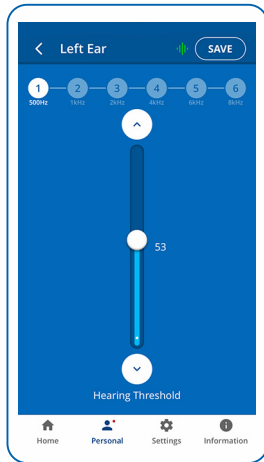 Left Ear SAVE
1 2 3 4 5 6
500Hz 1kHz 2kHz 4kHz 6kHz 8kHz
53
Hearing Threshold
Home Personal Settings Information